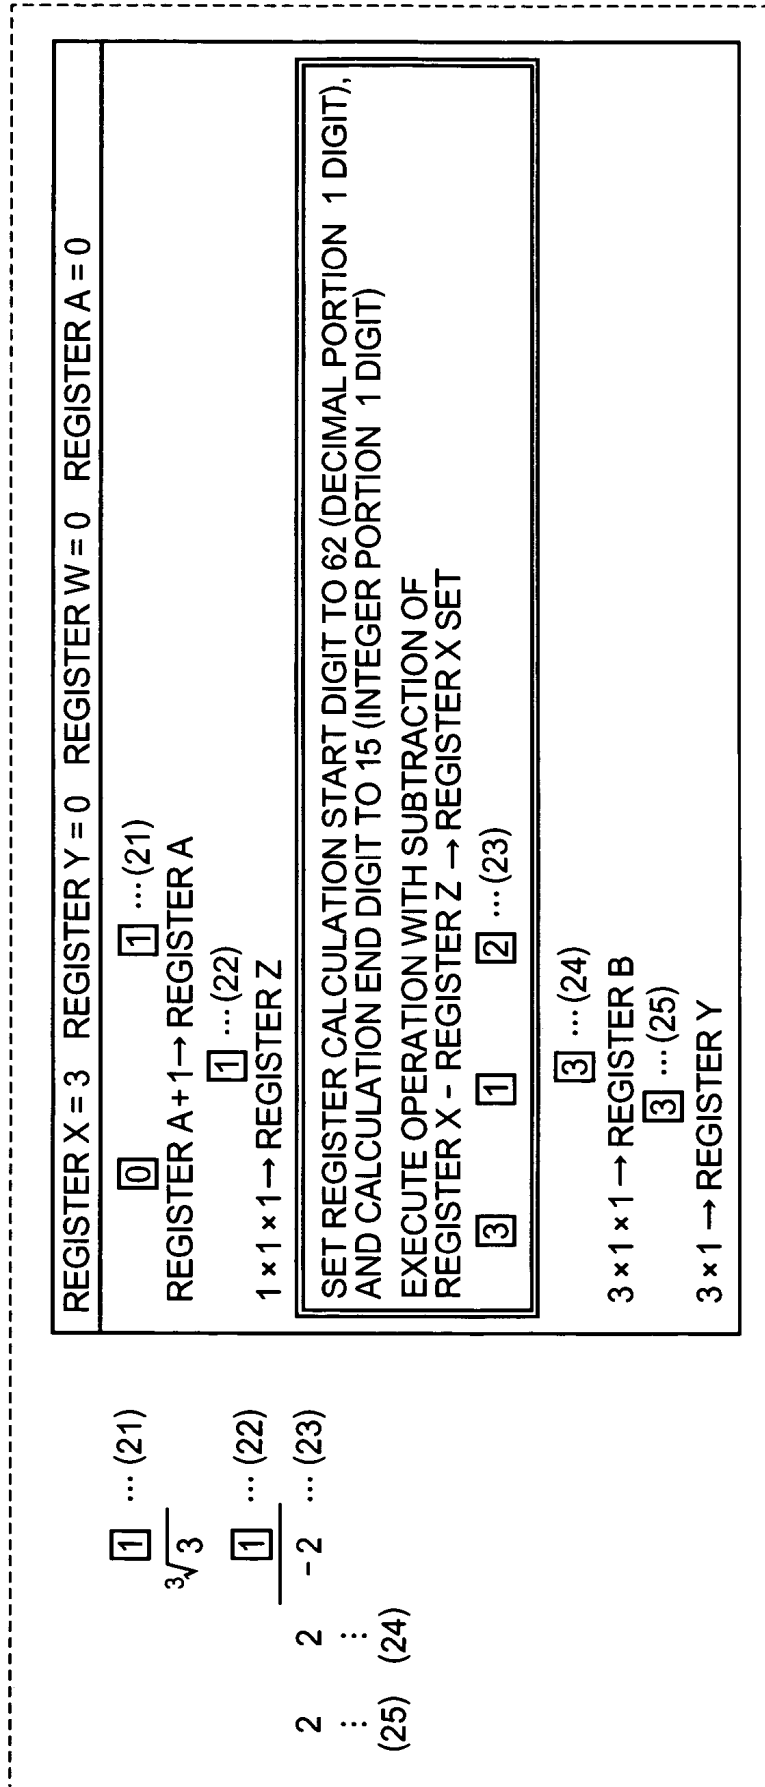 1 ... (21)
3√3
1 ... (22)
2 2 - 2 ... (23)
⋮ ⋮
(25) (24)
REGISTER X = 3 REGISTER Y = 0 REGISTER W = 0 REGISTER A = 0
0 1 ... (21)
REGISTER A + 1 → REGISTER A
1 ... (22)
1 × 1 × 1 → REGISTER Z
SET REGISTER CALCULATION START DIGIT TO 62 (DECIMAL PORTION 1 DIGIT),
AND CALCULATION END DIGIT TO 15 (INTEGER PORTION 1 DIGIT)
EXECUTE OPERATION WITH SUBTRACTION OF
REGISTER X - REGISTER Z → REGISTER X SET
3 1 2 ... (23)
3 ... (24)
3 × 1 × 1 → REGISTER B
3 ... (25)
3 × 1 → REGISTER Y